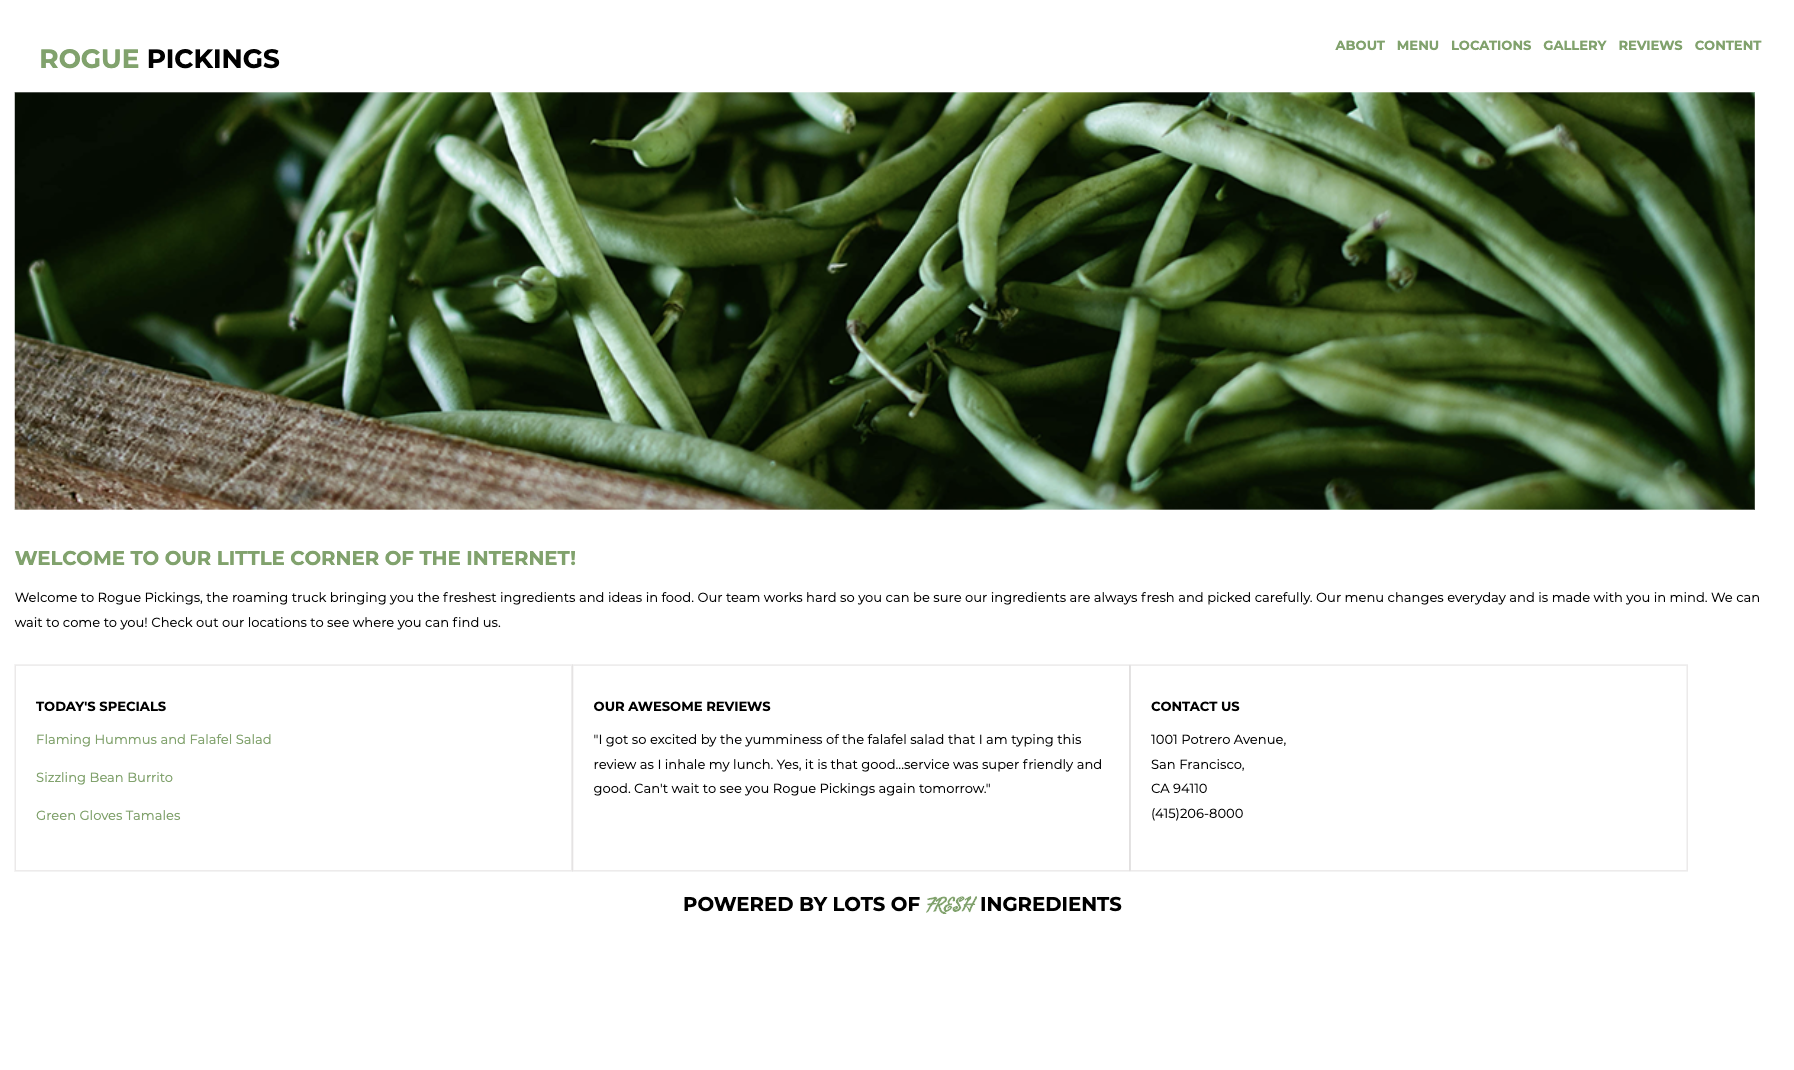 ROGUE PICKINGS
ABOUT MENU LOCATIONS GALLERY REVIEWS CONTENT
WELCOME TO OUR LITTLE CORNER OF THE INTERNET!
Welcome to Rogue Pickings, the roaming truck bringing you the freshest ingredients and ideas in food. Our team works hard so you can be sure our ingredients are always fresh and picked carefully. Our menu changes everyday and is made with you in mind. We can
wait to come to you! Check out our locations to see where you can find us.
TODAY'S SPECIALS
Flaming Hummus and Falafel Salad
Sizzling Bean Burrito
Green Gloves Tamales
OUR AWESOME REVIEWS
"I got so excited by the yumminess of the falafel salad that I am typing this
review as I inhale my lunch. Yes, it is that good...service was super friendly and
good. Can't wait to see you Rogue Pickings again tomorrow."
CONTACT US
1001 Potrero Avenue,
San Francisco,
CA 94110
(415)206-8000
POWERED BY LOTS OF FRESH INGREDIENTS